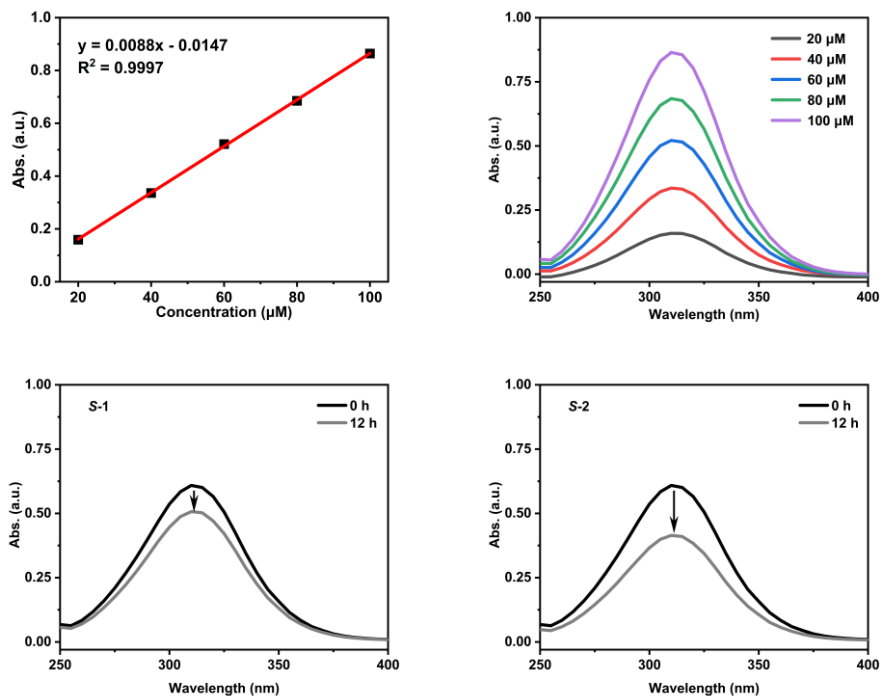 y = 0.0088x - 0.0147
R² = 0.9997
Abs. (a.u.)
1.0
0.8
0.6
0.4
0.2
0.0
20
40
60
80
100
Concentration (μM)
20 μM
40 μM
60 μM
80 μM
100 μM
Abs. (a.u.)
1.00
0.75
0.50
0.25
0.00
250
300
350
400
Wavelength (nm)
S-1
0 h
12 h
Abs. (a.u.)
1.00
0.75
0.50
0.25
0.00
250
300
350
400
Wavelength (nm)
S-2
0 h
12 h
Abs. (a.u.)
1.00
0.75
0.50
0.25
0.00
250
300
350
400
Wavelength (nm)